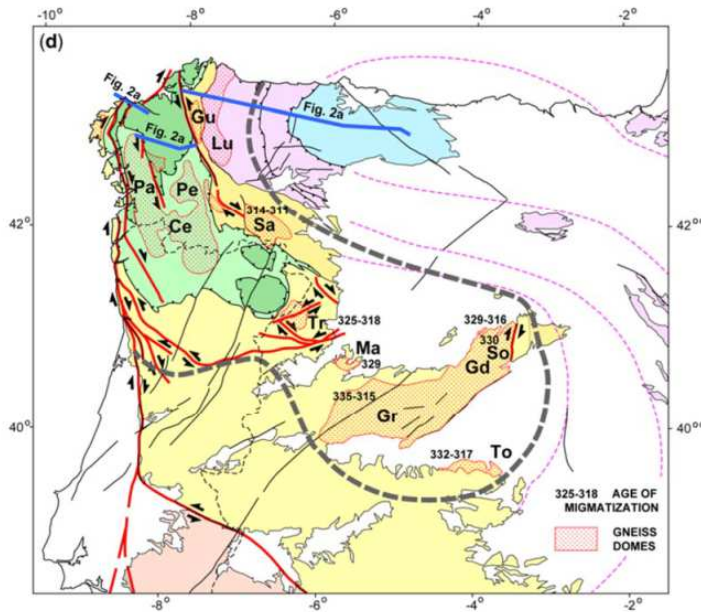 -8° -6° -4° -2°
(d)
Fig. 2a
Gu
Fig. 2a
Fig. 2a
Lu
Pa
Pe
Ce
314-311
Sa
42°
42°
Tr
325-318
329-316
330
So
Ma
329
Gd
335-315
Gr
40°
40°
332-317
To
325-318 AGE OF
MIGMATIZATION
GNEISS
DOMES
-8° -6° -4° -2°